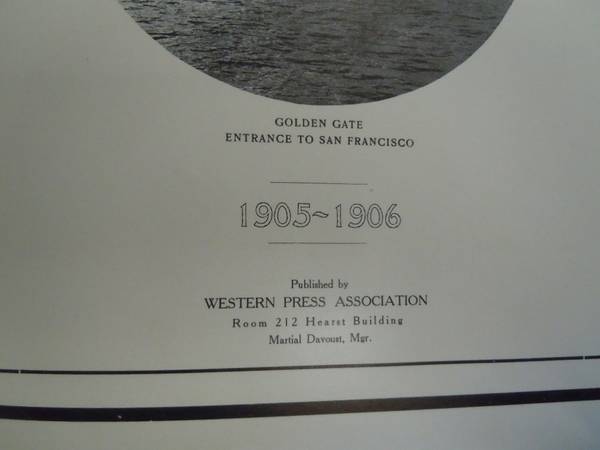 GOLDEN GATE
ENTRANCE TO SAN FRANCISCO
1905~1906
Published by
WESTERN PRESS ASSOCIATION
Room 212 Hearst Building
Martial Davoust, Mgr.